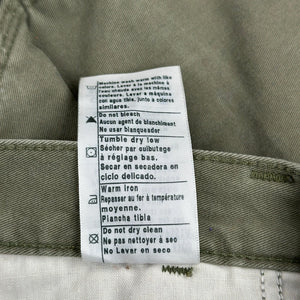 Machine wash warm with like
colors. Laver à machine à
l'eau chaude avec les mêmes
couleurs. Lavar a máquina
con agua tibia, junto a colores
similares.
Do not bleach
Aucun agent de blanchiment
No usar blanqueador
Tumble dry low
Sécher par culbutage
à réglage bas.
Secar en secadora en
ciclo delicado.
Warm iron
Repasser au fer à température
moyenne.
Plancha tibia
Do not dry clean
Ne pas nettoyer à sec
No Lavar en seco